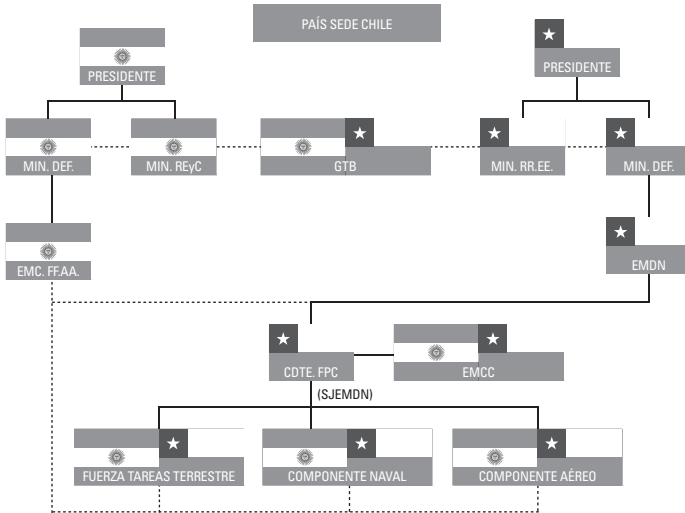 PAÍS SEDE CHILE
PRESIDENTE
PRESIDENTE
MIN. DEF.
MIN. REyC
GTB
MIN. RR.EE.
MIN. DEF.
EMC. FF.AA.
EMDN
CDTE. FPC
EMCC
(SJEMDN)
FUERZA TAREAS TERRESTRE
COMPONENTE NAVAL
COMPONENTE AÉREO